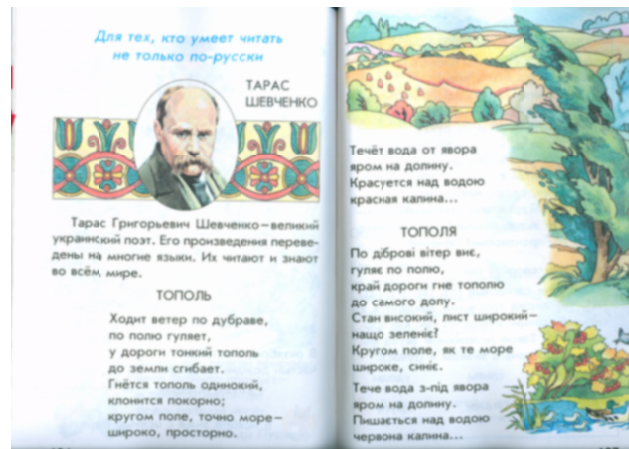 Для тех, кто умеет читать
не только по-русски
ТАРАС
ШЕВЧЕНКО
Тарас Григорьевич Шевченко—великий
украинский поэт. Его произведения переве-
дены на многие языки. Их читают и знают
во всём мире.
ТОПОЛЬ
Ходит ветер по дубраве,
по полю гуляет,
у дороги тонкий тополь
до земли сгибает.
Гнётся тополь одинокий,
клонится покорно;
кругом поле, точно море—
широко, просторно.
Течёт вода от явора
яром на долину.
Красуется над водою
красная калина...
ТОПОЛЯ
По діброві вітер виє,
гуляє по полю,
край дороги гне тополю
до самого долу.
Стан високий, лист широкий—
нащо зеленіє?
Кругом поле, як те море
широке, синіє.
Тече вода з-під явора
яром на долину.
Пишається над водою
червона калина...